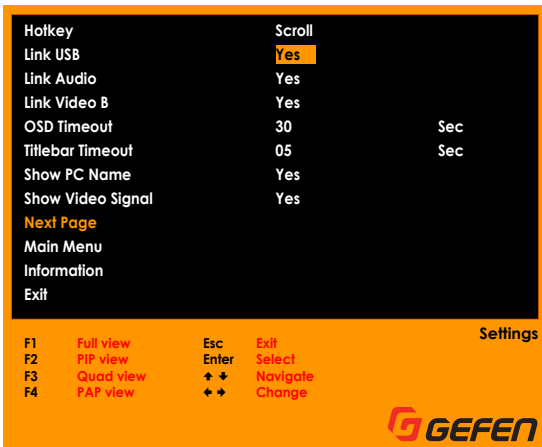 Hotkey Scroll
Link USB Yes
Link Audio Yes
Link Video B Yes
OSD Timeout 30 Sec
Titlebar Timeout 05 Sec
Show PC Name Yes
Show Video Signal Yes
Next Page
Main Menu
Information
Exit
Settings
F1 Full view Esc Exit
F2 PIP view Enter Select
F3 Quad view ↑ ↓ Navigate
F4 PAP view ← → Change
GEFEN